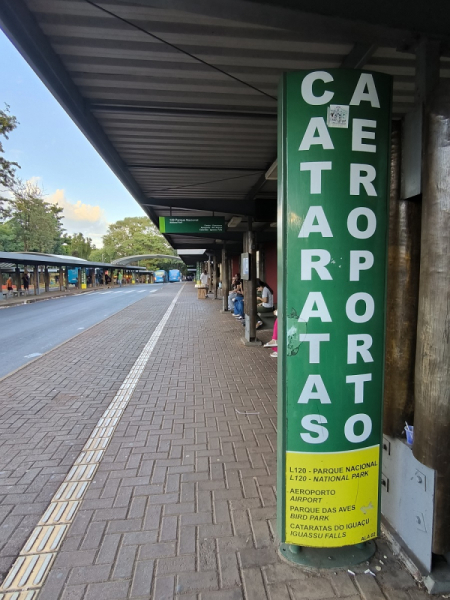 CATARATAS
AEROPORTO
L120 - PARQUE NACIONAL
L120 - NATIONAL PARK
AEROPORTO
AIRPORT
PARQUE DAS AVES
BIRD PARK
CATARATAS DO IGUAÇU
IGUASSU FALLS